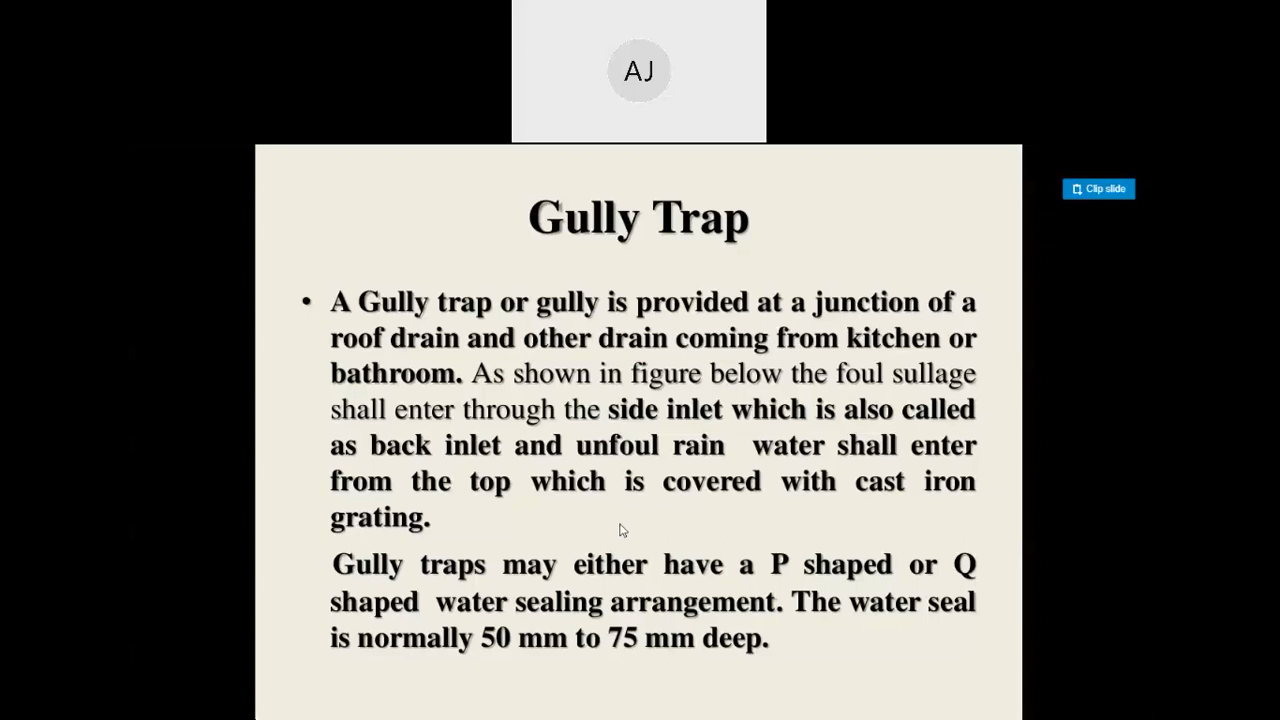 AJ
Clip slide
Gully Trap
• A Gully trap or gully is provided at a junction of a
roof drain and other drain coming from kitchen or
bathroom. As shown in figure below the foul sullage
shall enter through the side inlet which is also called
as back inlet and unfoul rain water shall enter
from the top which is covered with cast iron
grating.
Gully traps may either have a P shaped or Q
shaped water sealing arrangement. The water seal
is normally 50 mm to 75 mm deep.